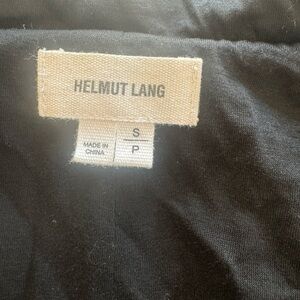 HELMUT LANG
MADE IN
CHINA
S
P